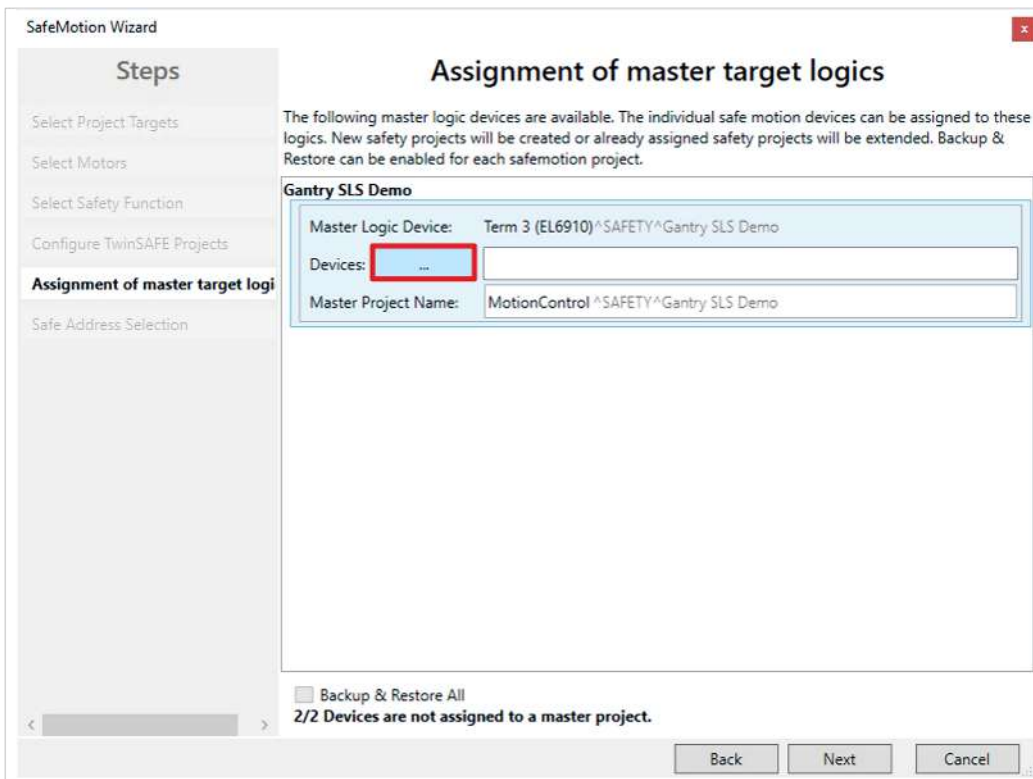 SafeMotion Wizard
x
Steps
Select Project Targets
Select Motors
Select Safety Function
Configure TwinSAFE Projects
Assignment of master target logi
Safe Address Selection
Assignment of master target logics
The following master logic devices are available. The individual safe motion devices can be assigned to these
logics. New safety projects will be created or already assigned safety projects will be extended. Backup &
Restore can be enabled for each safemotion project.
Gantry SLS Demo
Master Logic Device: Term 3 (EL6910)^SAFETY^Gantry SLS Demo
Devices: ...
Master Project Name: MotionControl ^SAFETY^Gantry SLS Demo
Backup & Restore All
2/2 Devices are not assigned to a master project.
Back Next Cancel